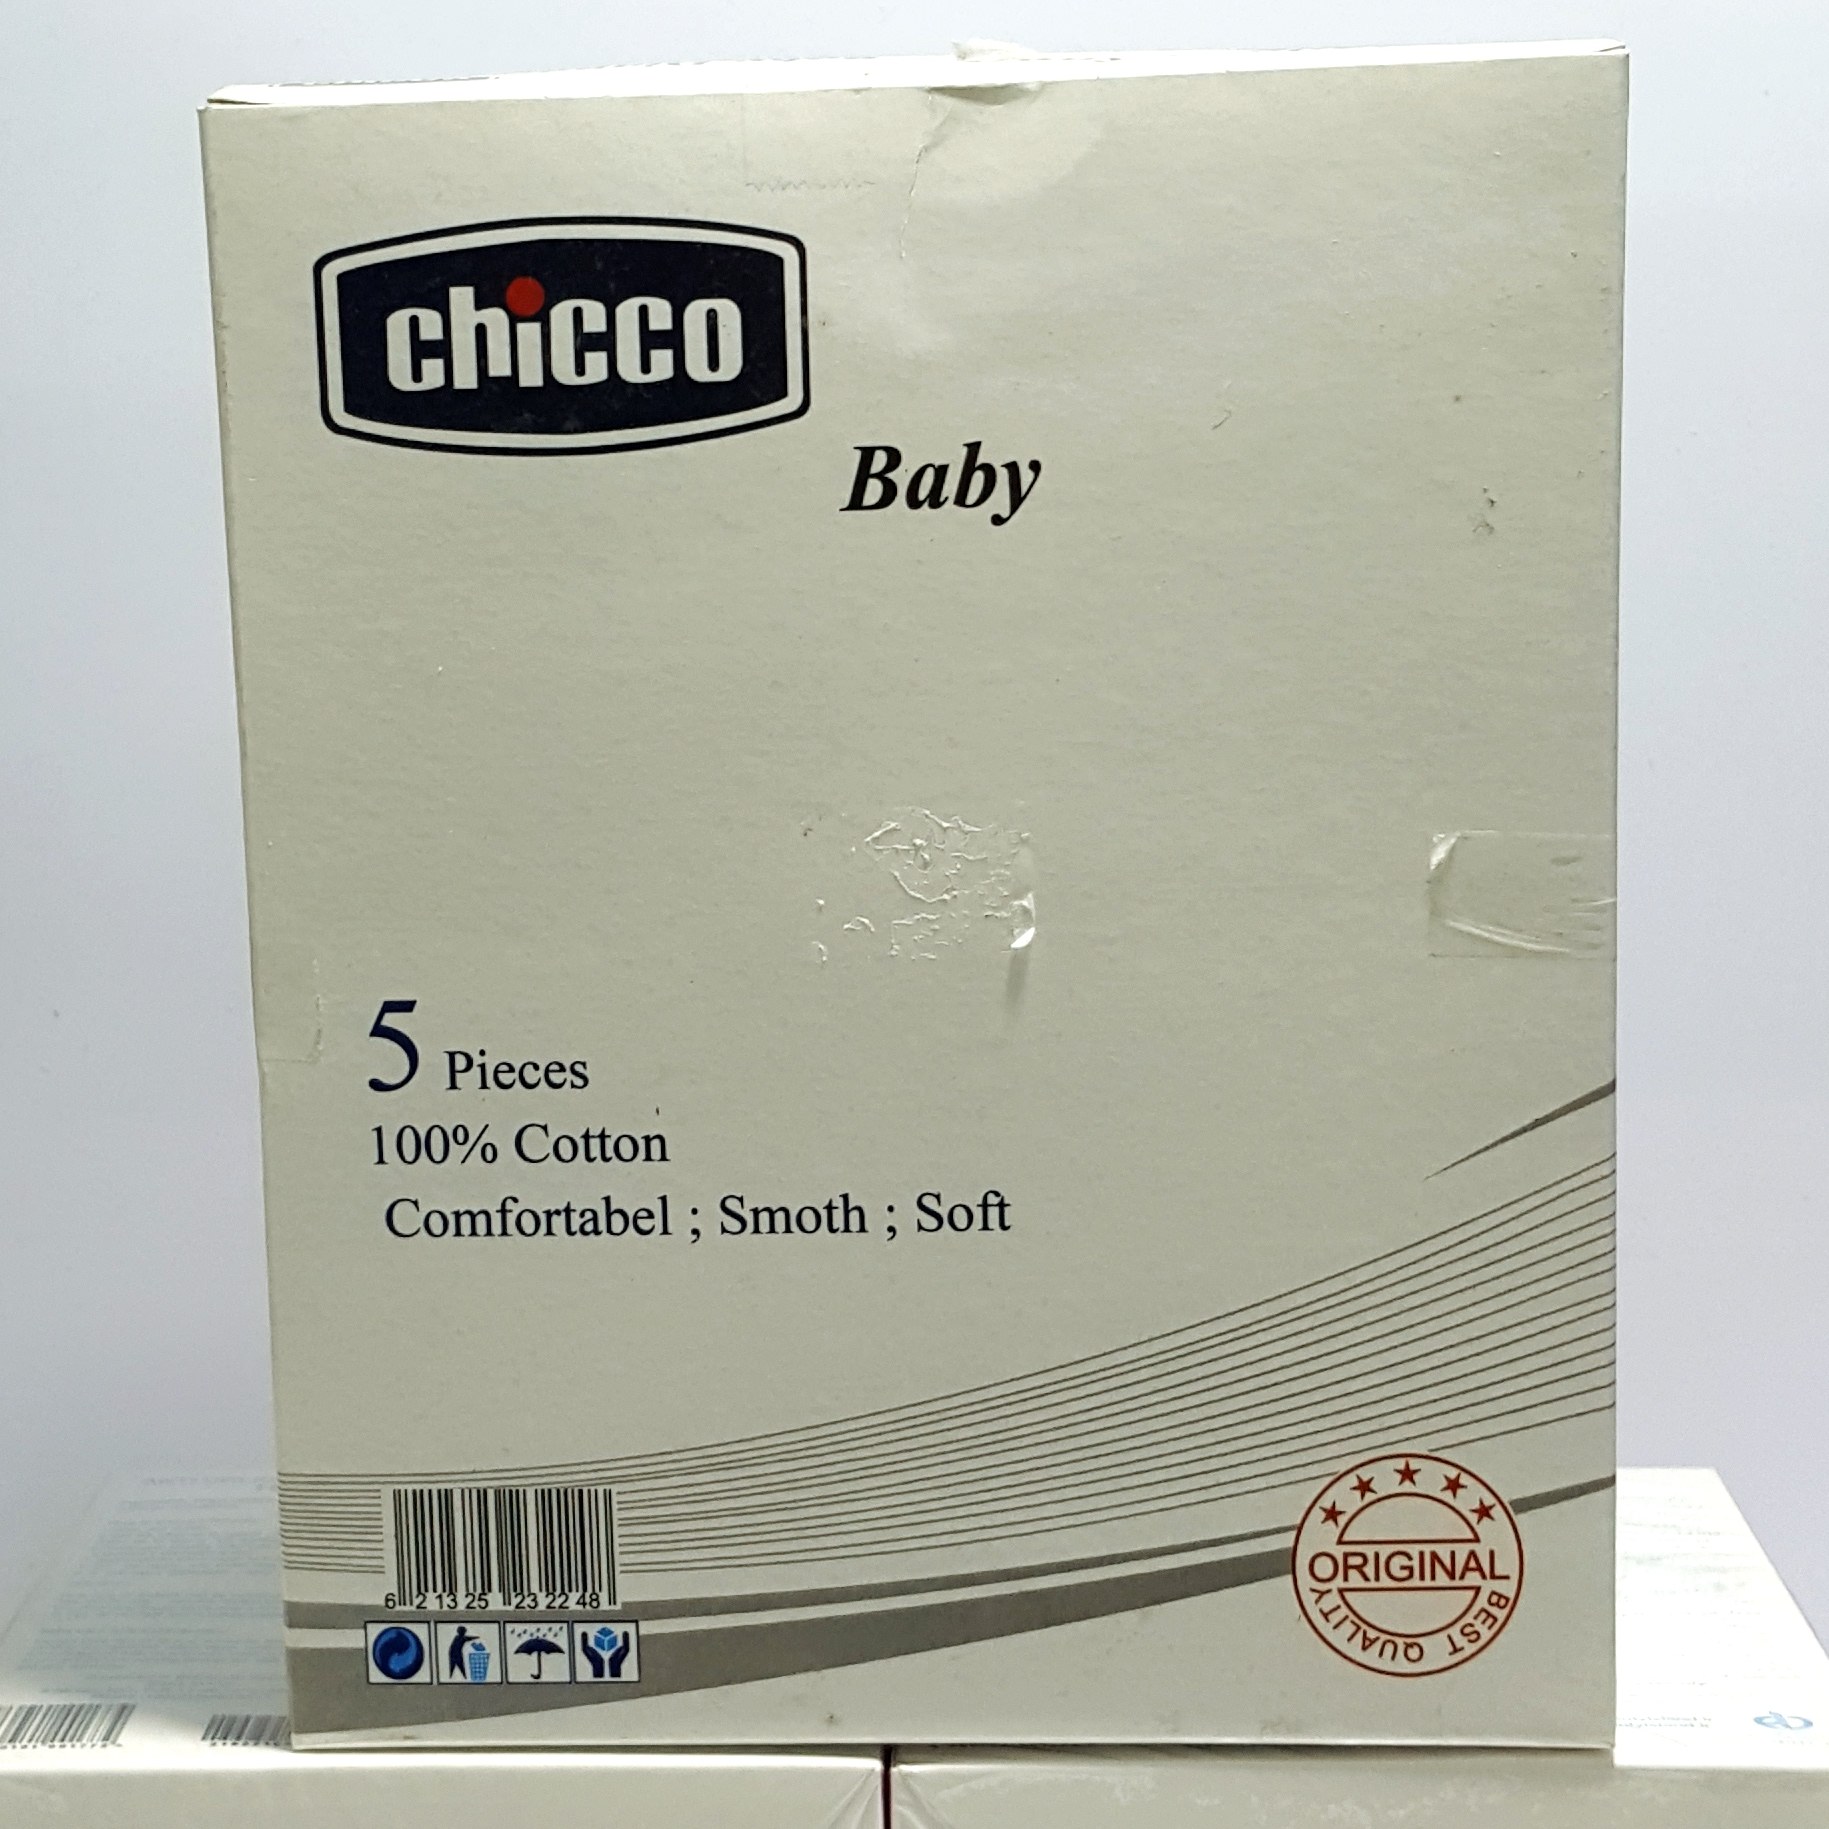 chicco
Baby
5 Pieces
100% Cotton
Comfortabel ; Smoth ; Soft
6 2 13 25 23 22 48
ORIGINAL
BEST QUALITY